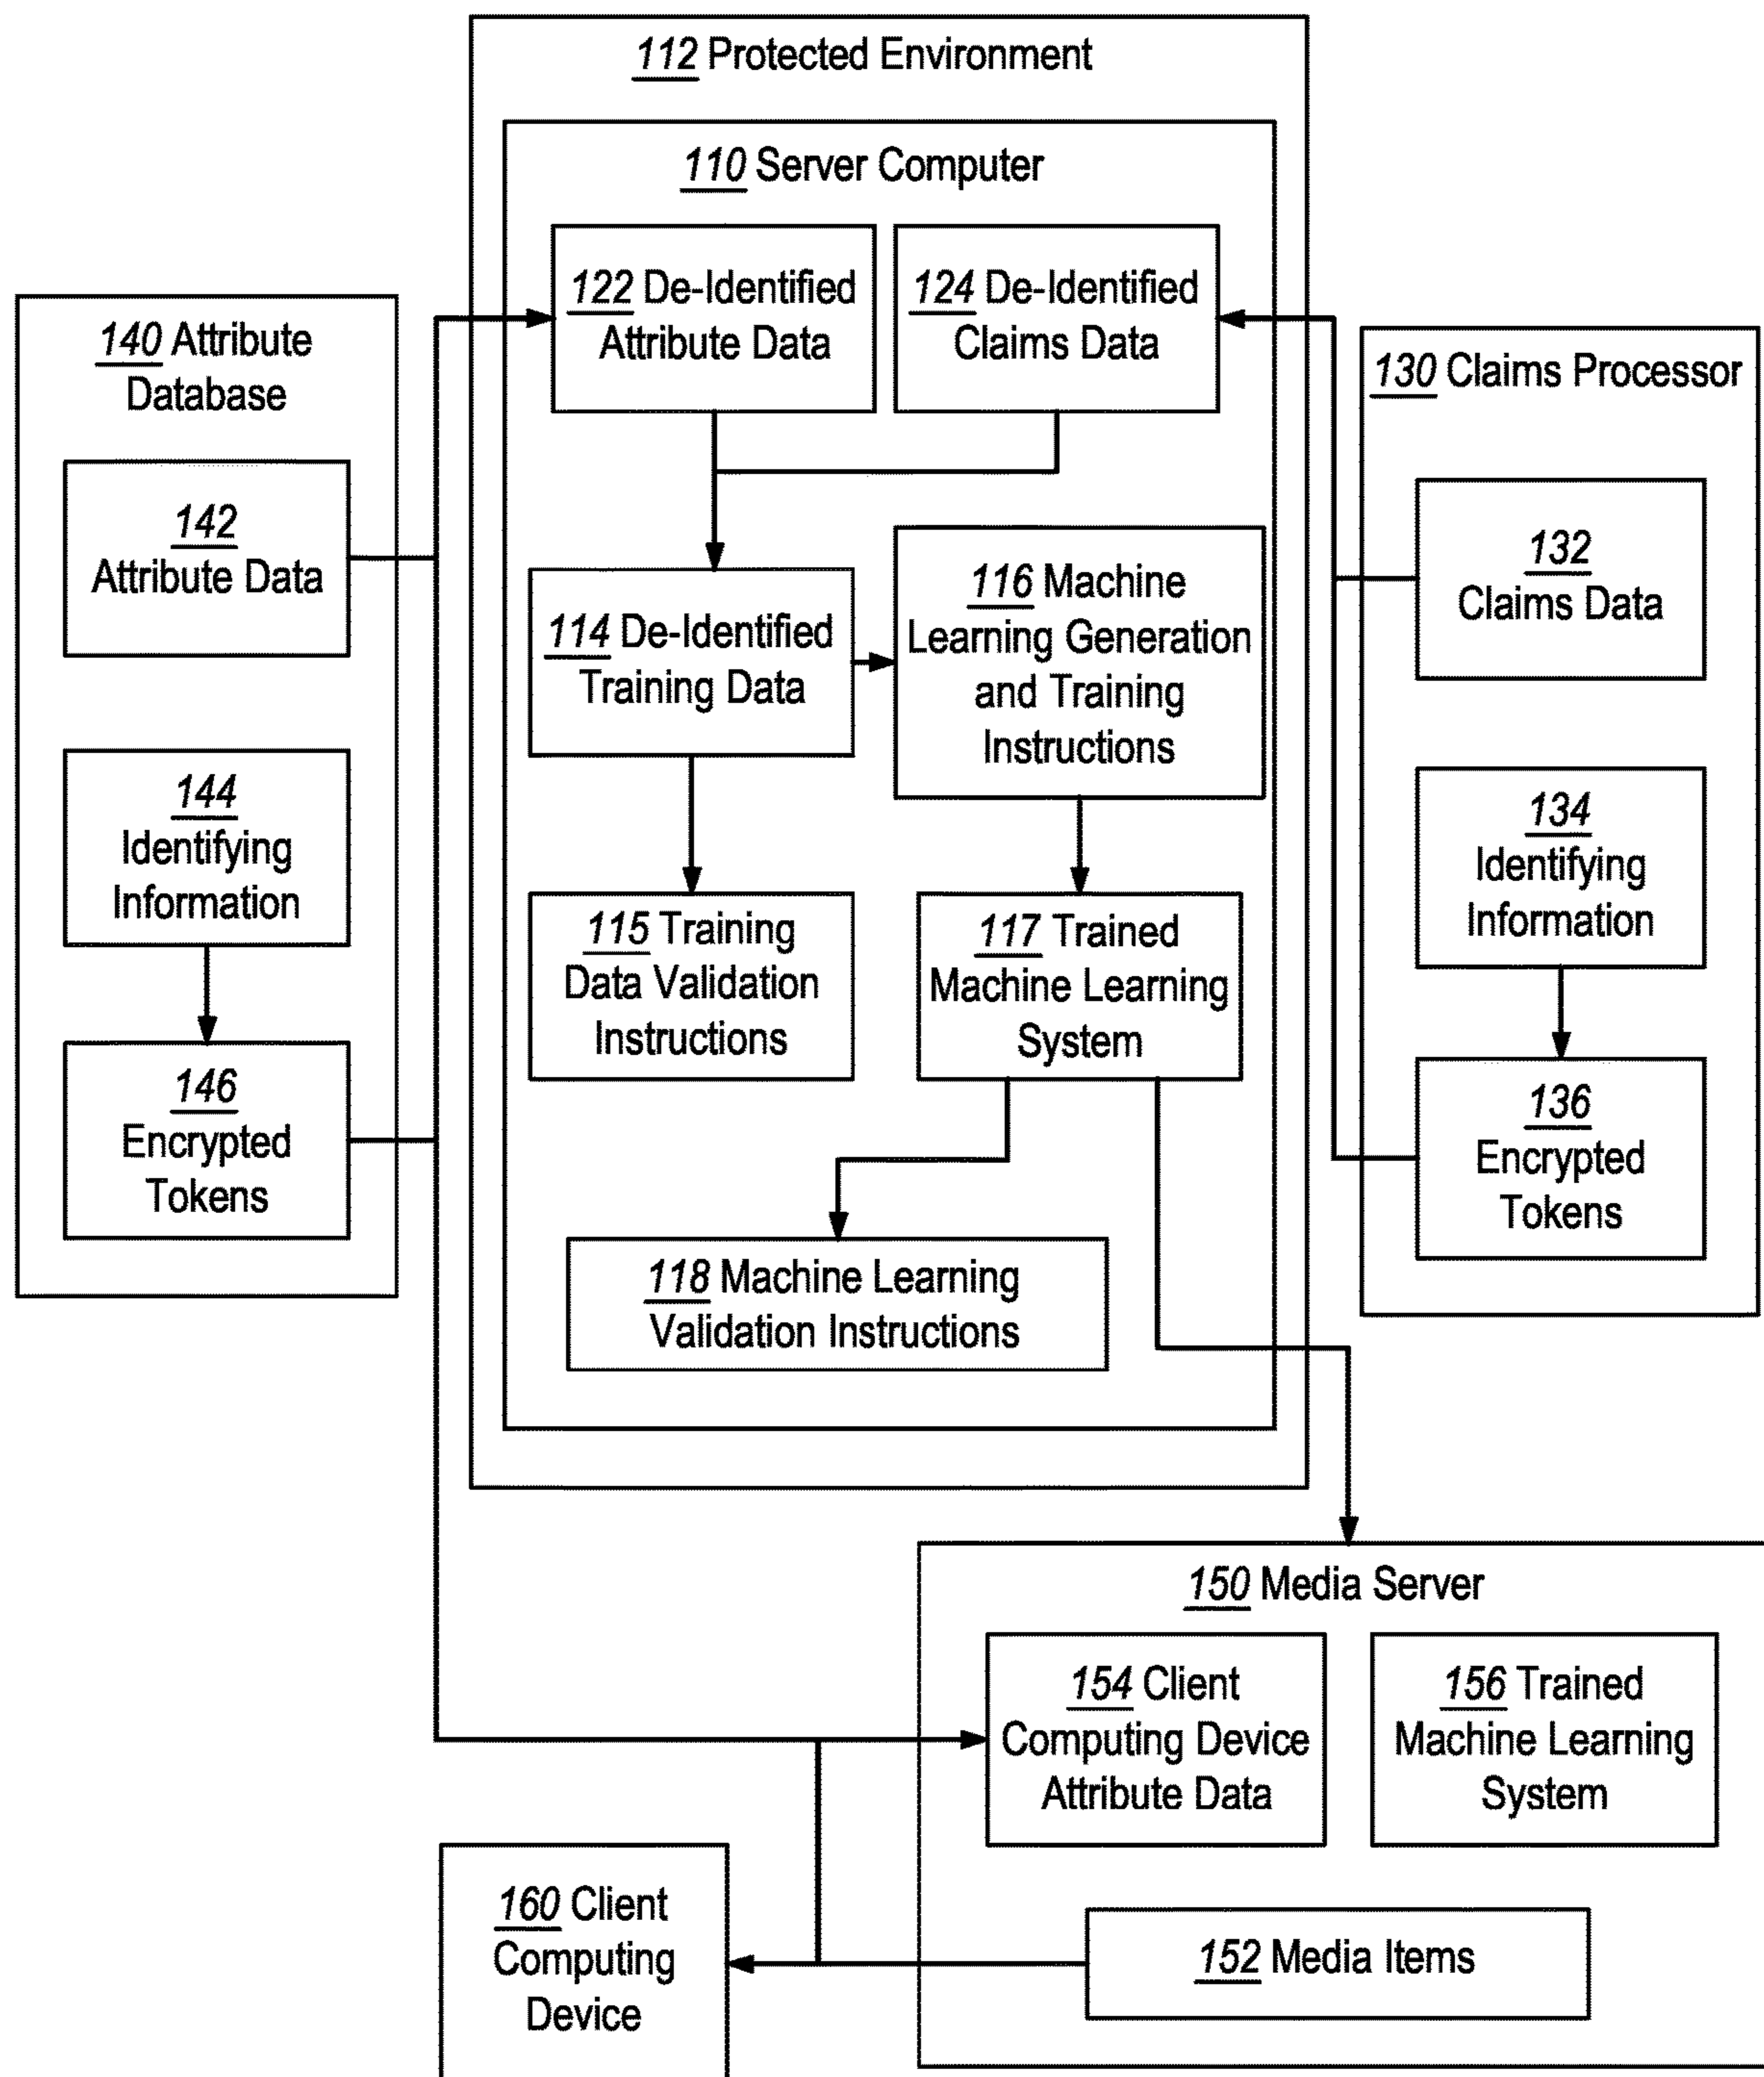 112 Protected Environment
110 Server Computer
122 De-Identified
Attribute Data
124 De-Identified
Claims Data
140 Attribute
Database
142
Attribute Data
144
Identifying
Information
146
Encrypted
Tokens
130 Claims Processor
132
Claims Data
134
Identifying
Information
136
Encrypted
Tokens
114 De-Identified
Training Data
116 Machine
Learning Generation
and Training
Instructions
115 Training
Data Validation
Instructions
117 Trained
Machine Learning
System
118 Machine Learning
Validation Instructions
150 Media Server
154 Client
Computing Device
Attribute Data
156 Trained
Machine Learning
System
152 Media Items
160 Client
Computing
Device